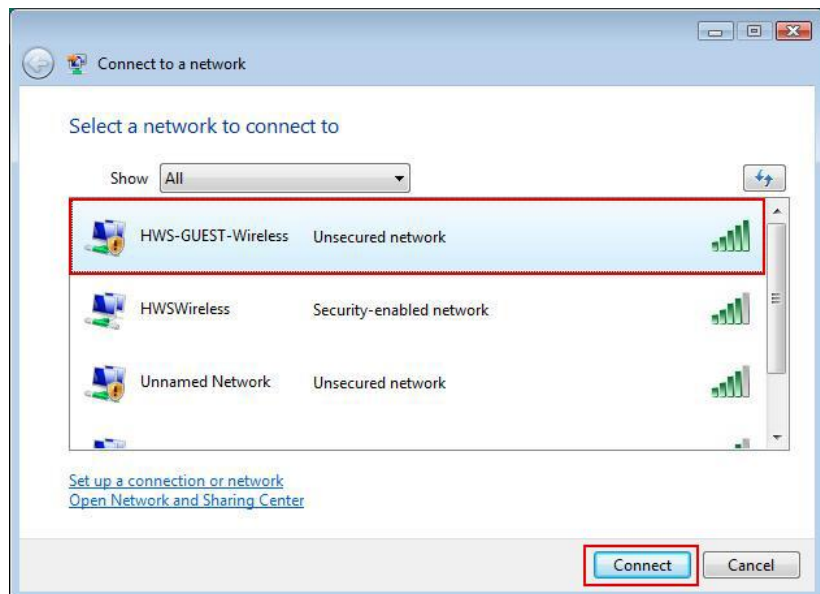 Connect to a network
Select a network to connect to
Show All
HWS-GUEST-Wireless Unsecured network
HWSWireless Security-enabled network
Unnamed Network Unsecured network
Set up a connection or network
Open Network and Sharing Center
Connect Cancel